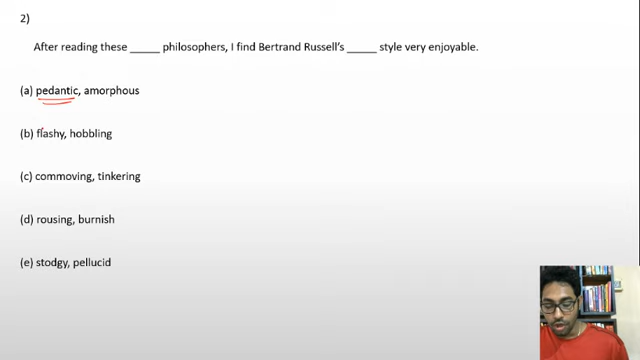 2)
After reading these _____ philosophers, I find Bertrand Russell's _____ style very enjoyable.
(a) pedantic, amorphous
(b) flashy, hobbling
(c) commoving, tinkering
(d) rousing, burnish
(e) stodgy, pellucid